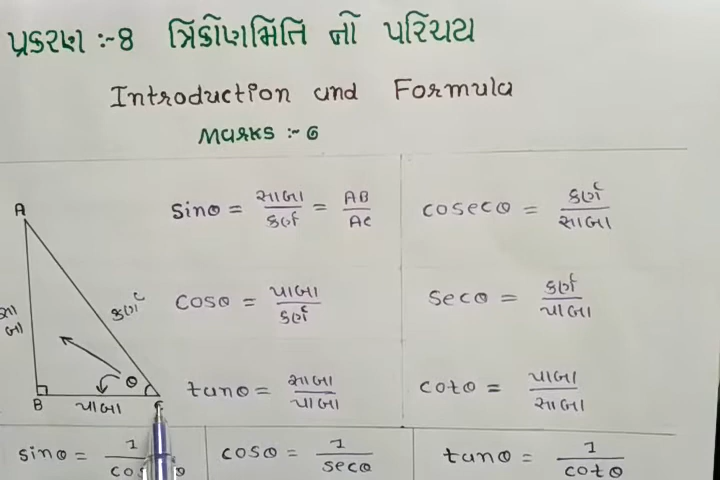 પ્રકરણ :- 8 ત્રિકોણમિતિ નો પરિચય
Introduction and Formula
Marks :- 6
A
સા બા
કર્ણ
θ
B
પાબા
sinθ = સાબા / કર્ણ = AB / AC
cosecθ = કર્ણ / સાબા
cosθ = પાબા / કર્ણ
secθ = કર્ણ / પાબા
tanθ = સાબા / પાબા
cotθ = પાબા / સાબા
sinθ = 1 /
cosθ = 1 / secθ
tanθ = 1 / cotθ